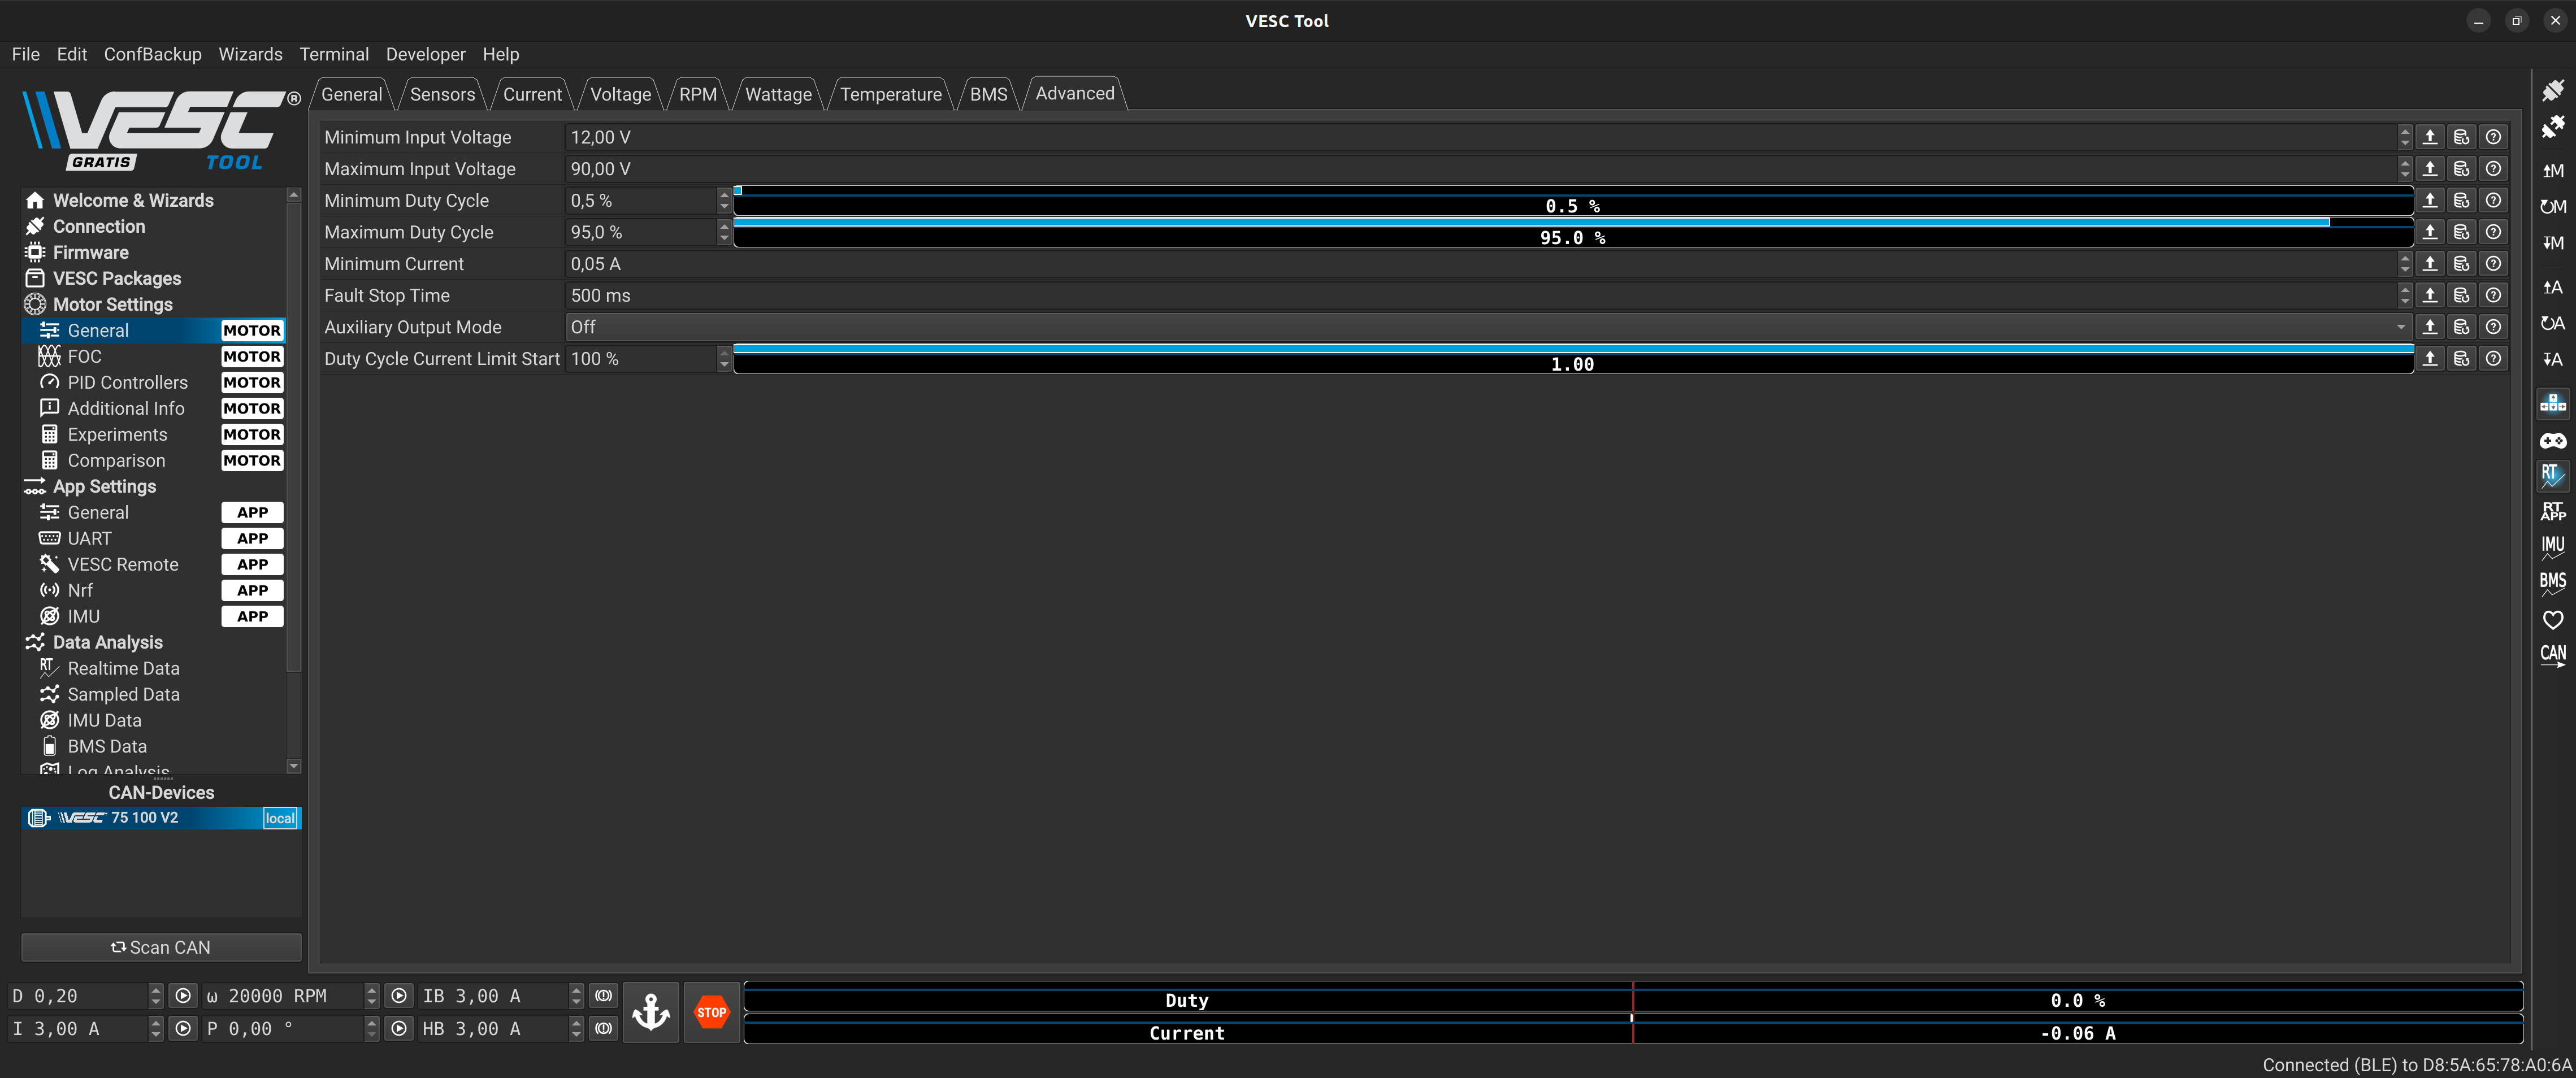 VESC Tool
File Edit ConfBackup Wizards Terminal Developer Help
VESC ®
GRATIS TOOL
General Sensors Current Voltage RPM Wattage Temperature BMS Advanced
Minimum Input Voltage 12,00 V
Maximum Input Voltage 90,00 V
Minimum Duty Cycle 0,5 % 0.5 %
Maximum Duty Cycle 95,0 % 95.0 %
Minimum Current 0,05 A
Fault Stop Time 500 ms
Auxiliary Output Mode Off
Duty Cycle Current Limit Start 100 % 1.00
Welcome & Wizards
Connection
Firmware
VESC Packages
Motor Settings
General MOTOR
FOC MOTOR
PID Controllers MOTOR
Additional Info MOTOR
Experiments MOTOR
Comparison MOTOR
App Settings
General APP
UART APP
VESC Remote APP
Nrf APP
IMU APP
Data Analysis
RT Realtime Data
Sampled Data
IMU Data
BMS Data
Log Analysis
CAN-Devices
VESC 75 100 V2 local
Scan CAN
M
M
M
A
A
A
RT
RT APP
IMU
BMS
CAN
D 0,20 ω 20000 RPM IB 3,00 A
I 3,00 A P 0,00 ° HB 3,00 A
STOP
Duty 0.0 %
Current -0.06 A
Connected (BLE) to D8:5A:65:78:A0:6A